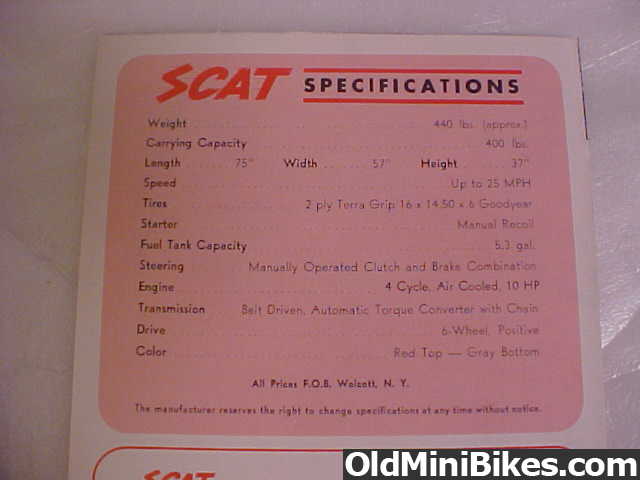 SCAT SPECIFICATIONS
Weight 440 lbs. (approx.)
Carrying Capacity 400 lbs.
Length 75" Width 57" Height 37"
Speed Up to 25 MPH
Tires 2 ply Terra Grip 16 x 14.50 x 6 Goodyear
Starter Manual Recoil
Fuel Tank Capacity 5.3 gal.
Steering Manually Operated Clutch and Brake Combination
Engine 4 Cycle, Air Cooled, 10 HP
Transmission Belt Driven, Automatic Torque Converter with Chain
Drive 6-Wheel, Positive
Color Red Top — Gray Bottom
All Prices F.O.B. Wolcott, N. Y.
The manufacturer reserves the right to change specifications at any time without notice.
SCAT
OldMiniBikes.com